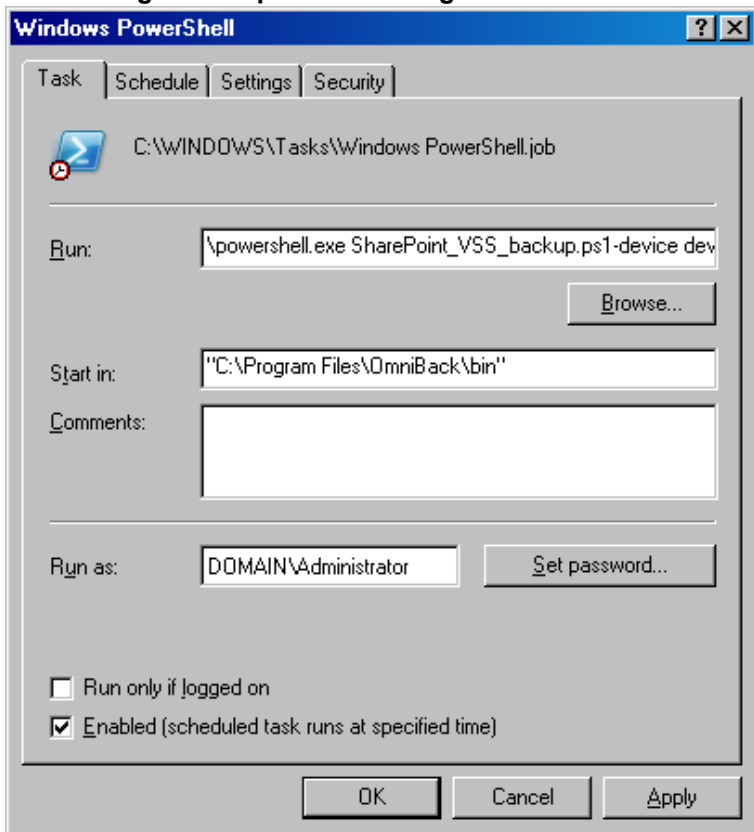 Windows PowerShell
Task Schedule Settings Security
C:\WINDOWS\Tasks\Windows PowerShell.job
Run: \powershell.exe SharePoint_VSS_backup.ps1-device dev
Browse...
Start in: "C:\Program Files\OmniBack\bin"
Comments:
Run as: DOMAIN\Administrator Set password...
Run only if logged on
Enabled (scheduled task runs at specified time)
OK Cancel Apply